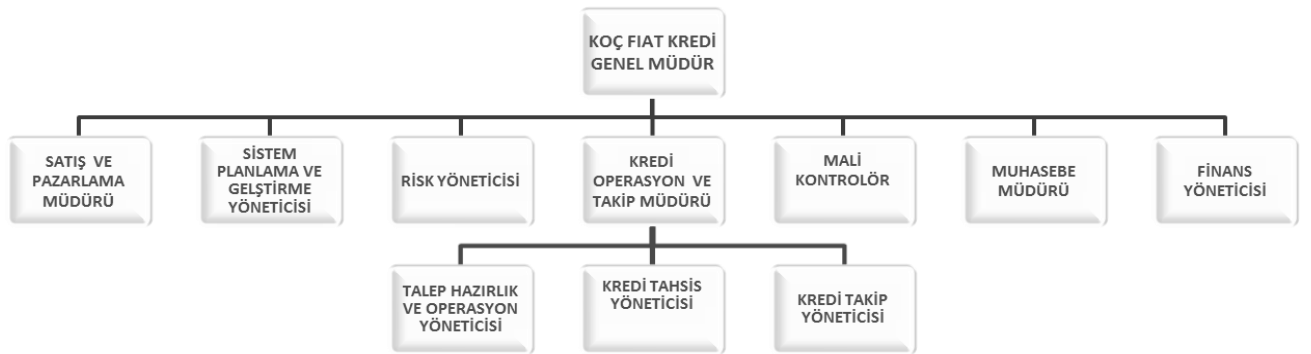 KOÇ FIAT KREDİ
GENEL MÜDÜR
SATIŞ VE
PAZARLAMA
MÜDÜRÜ
SİSTEM
PLANLAMA VE
GELŞTİRME
YÖNETİCİSİ
RİSK YÖNETİCİSİ
KREDİ
OPERASYON VE
TAKİP MÜDÜRÜ
MALİ
KONTROLÖR
MUHASEBE
MÜDÜRÜ
FİNANS
YÖNETİCİSİ
TALEP HAZIRLIK
VE OPERASYON
YÖNETİCİSİ
KREDİ TAHSİS
YÖNETİCİSİ
KREDİ TAKİP
YÖNETİCİSİ